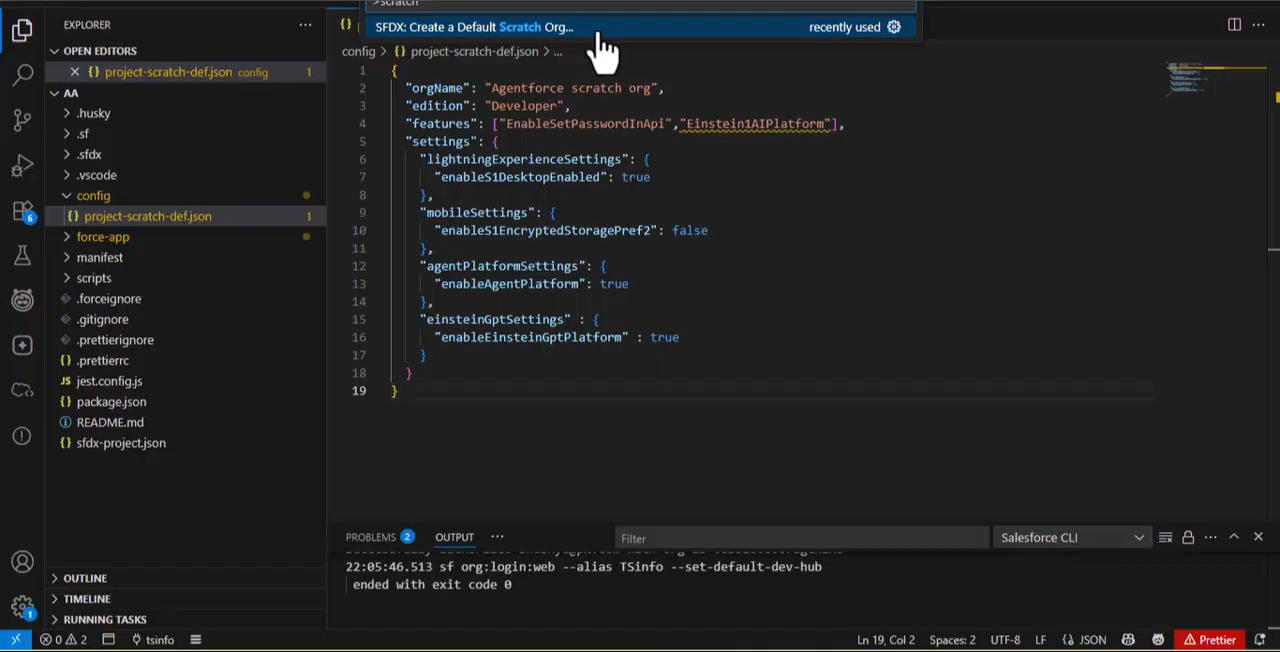 >scratch
SFDX: Create a Default Scratch Org... recently used
EXPLORER
OPEN EDITORS
project-scratch-def.json config 1
AA
.husky
.sf
.sfdx
.vscode
config
{} project-scratch-def.json 1
force-app
manifest
scripts
.forceignore
.gitignore
.prettierignore
{} .prettierrc
JS jest.config.js
{} package.json
README.md
{} sfdx-project.json
OUTLINE
TIMELINE
RUNNING TASKS
6
1
config > {} project-scratch-def.json > ...
1 {
2 "orgName": "Agentforce scratch org",
3 "edition": "Developer",
4 "features": ["EnableSetPasswordInApi","Einstein1AIPlatform"],
5 "settings": {
6 "lightningExperienceSettings": {
7 "enableS1DesktopEnabled": true
8 },
9 "mobileSettings": {
10 "enableS1EncryptedStoragePref2": false
11 },
12 "agentPlatformSettings": {
13 "enableAgentPlatform": true
14 },
15 "einsteinGptSettings" : {
16 "enableEinsteinGptPlatform" : true
17 }
18 }
19 }
PROBLEMS 2 OUTPUT ... Filter Salesforce CLI
22:05:46.513 sf org:login:web --alias TSinfo --set-default-dev-hub
ended with exit code 0
0 2 tsinfo Ln 19, Col 2 Spaces: 2 UTF-8 LF {} JSON Prettier